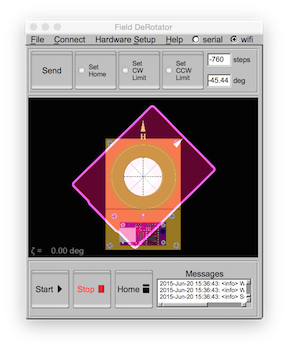 Field DeRotator
File Connect Hardware Setup Help serial wifi
Send
Set Home
Set CW Limit
Set CCW Limit
-760 steps
-45.44 deg
H
ζ = 0.00 deg
Start
Stop
Home
Messages
2015-Jun-20 15:36:43: <info> W
2015-Jun-20 15:36:43: <info> W
2015-Jun-20 15:36:43: <info> S